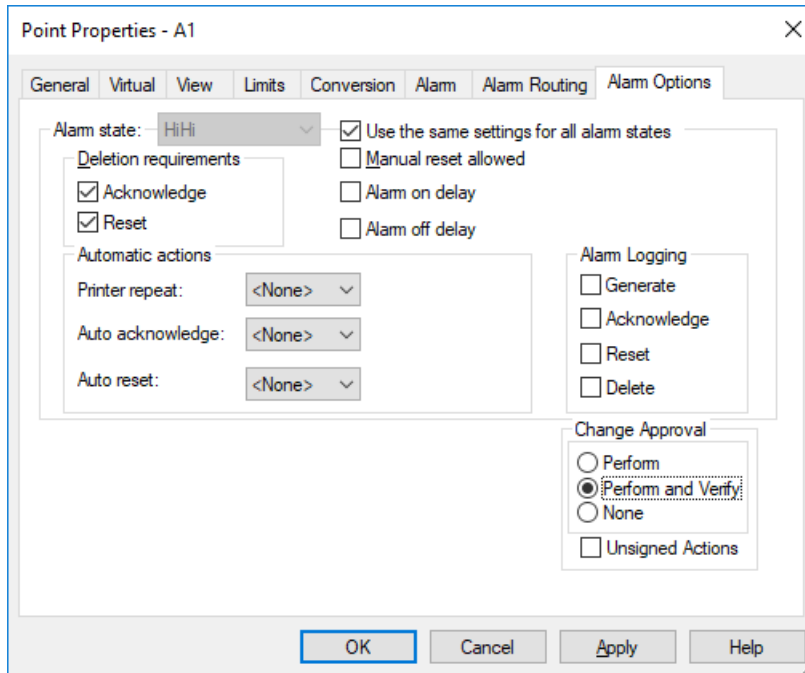 Point Properties - A1
General Virtual View Limits Conversion Alarm Alarm Routing Alarm Options
Alarm state: HiHi Use the same settings for all alarm states
Deletion requirements Manual reset allowed
Acknowledge Alarm on delay
Reset Alarm off delay
Automatic actions Alarm Logging
Printer repeat: <None> Generate
Auto acknowledge: <None> Acknowledge
Auto reset: <None> Reset
Delete
Change Approval
Perform
Perform and Verify
None
Unsigned Actions
OK Cancel Apply Help